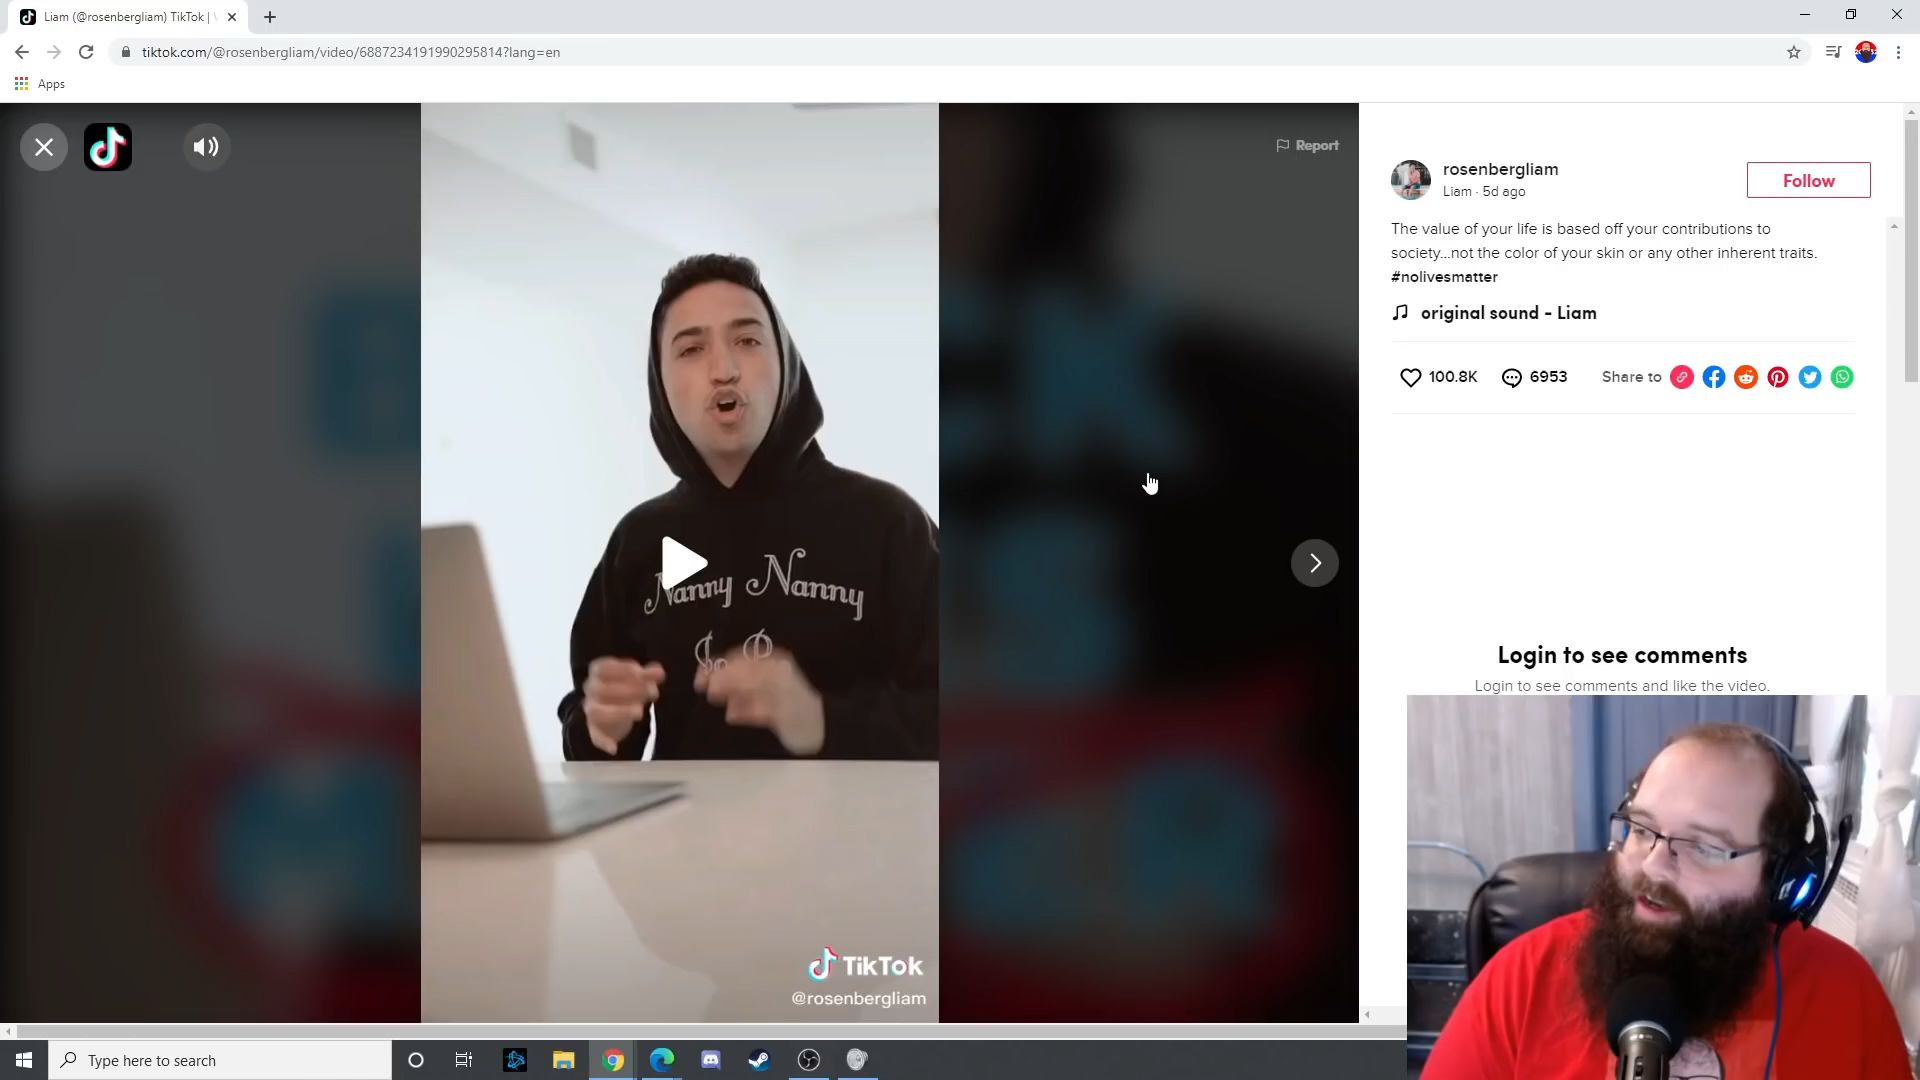 Liam (@rosenbergliam) TikTok |
tiktok.com/@rosenbergliam/video/6887234191990295814?lang=en
Apps
Report
Nanny Nanny
TikTok
@rosenbergliam
rosenbergliam
Liam · 5d ago
Follow
The value of your life is based off your contributions to
society...not the color of your skin or any other inherent traits.
#nolivesmatter
original sound - Liam
100.8K
6953
Share to
Login to see comments
Login to see comments and like the video.
Type here to search